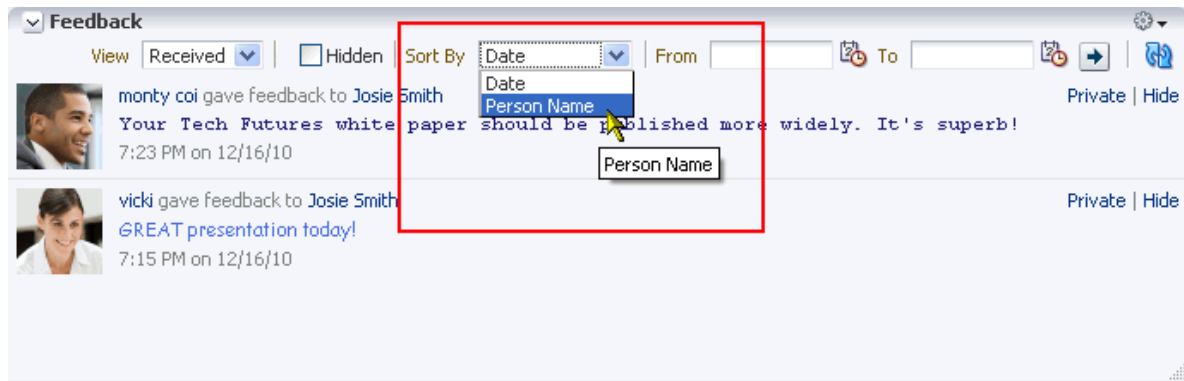 Feedback
View Received Hidden Sort By Date From To
Date
Person Name
monty coi gave feedback to Josie Smith Private | Hide
Your Tech Futures white paper should be published more widely. It's superb!
7:23 PM on 12/16/10
Person Name
vicki gave feedback to Josie Smith Private | Hide
GREAT presentation today!
7:15 PM on 12/16/10